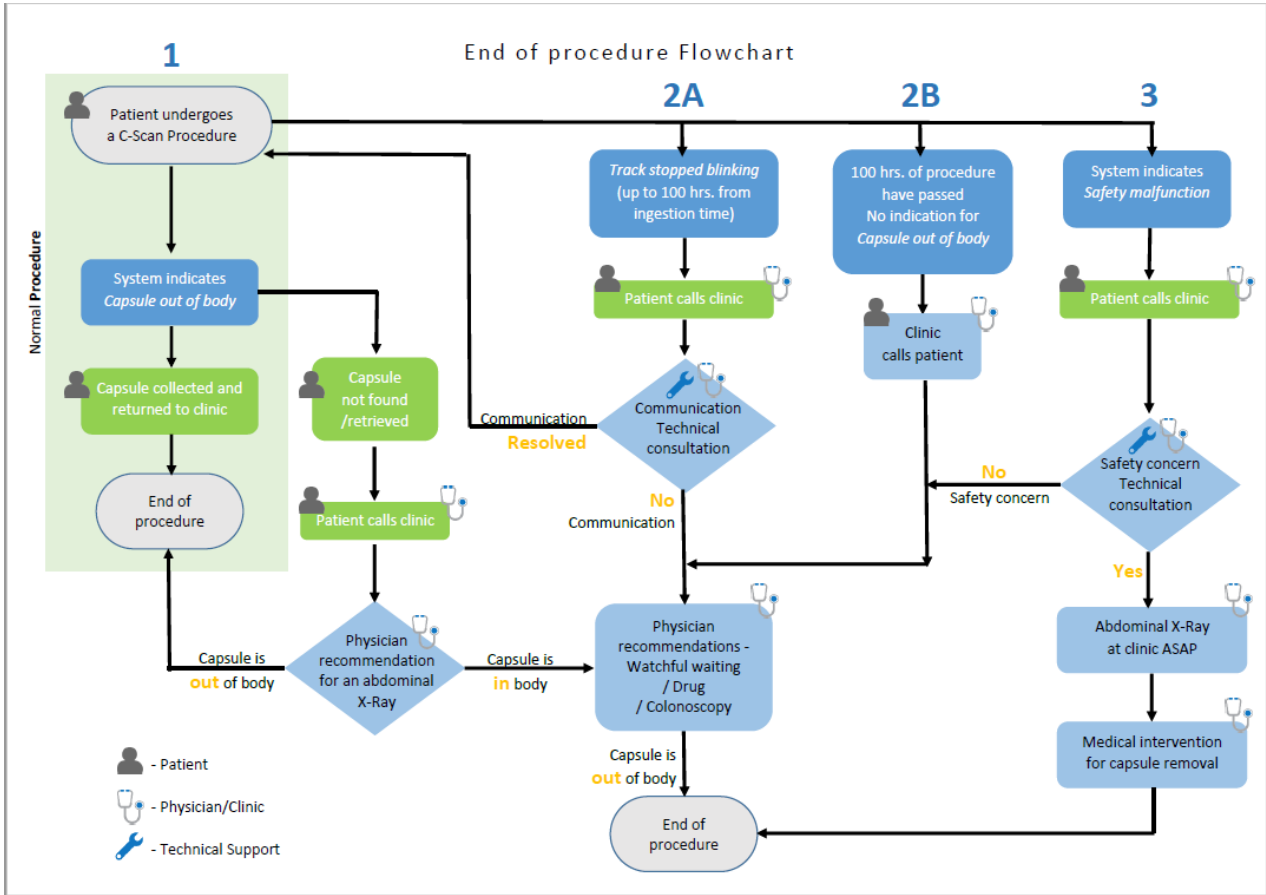 End of procedure Flowchart
1
Patient undergoes
a C-Scan Procedure
Normal Procedure
System indicates
Capsule out of body
Capsule collected and
returned to clinic
End of
procedure
Capsule
not found
/retrieved
Patient calls clinic
Physician
recommendation
for an abdominal
X-Ray
Capsule is
out of body
Capsule is
in body
2A
Track stopped blinking
(up to 100 hrs. from
ingestion time)
Patient calls clinic
Communication
Technical
consultation
Communication
Resolved
No
Communication
Physician
recommendations -
Watchful waiting
/ Drug
/ Colonoscopy
Capsule is
out of body
End of
procedure
2B
100 hrs. of procedure
have passed
No indication for
Capsule out of body
Clinic
calls patient
3
System indicates
Safety malfunction
Patient calls clinic
Safety concern
Technical
consultation
No
Safety concern
Yes
Abdominal X-Ray
at clinic ASAP
Medical intervention
for capsule removal
- Patient
- Physician/Clinic
- Technical Support